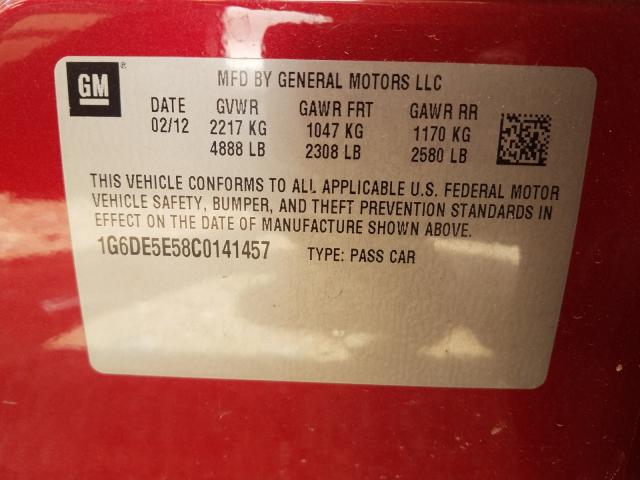 GM ®
MFD BY GENERAL MOTORS LLC
DATE GVWR GAWR FRT GAWR RR
02/12 2217 KG 1047 KG 1170 KG
4888 LB 2308 LB 2580 LB
THIS VEHICLE CONFORMS TO ALL APPLICABLE U.S. FEDERAL MOTOR
VEHICLE SAFETY, BUMPER, AND THEFT PREVENTION STANDARDS IN
EFFECT ON THE DATE OF MANUFACTURE SHOWN ABOVE.
1G6DE5E58C0141457 TYPE: PASS CAR